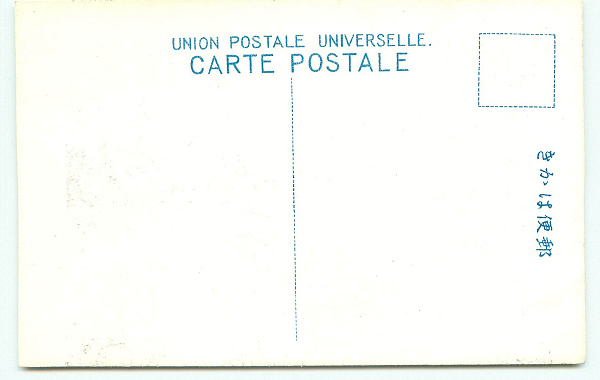 UNION POSTALE UNIVERSELLE.
CARTE POSTALE
郵便はかき